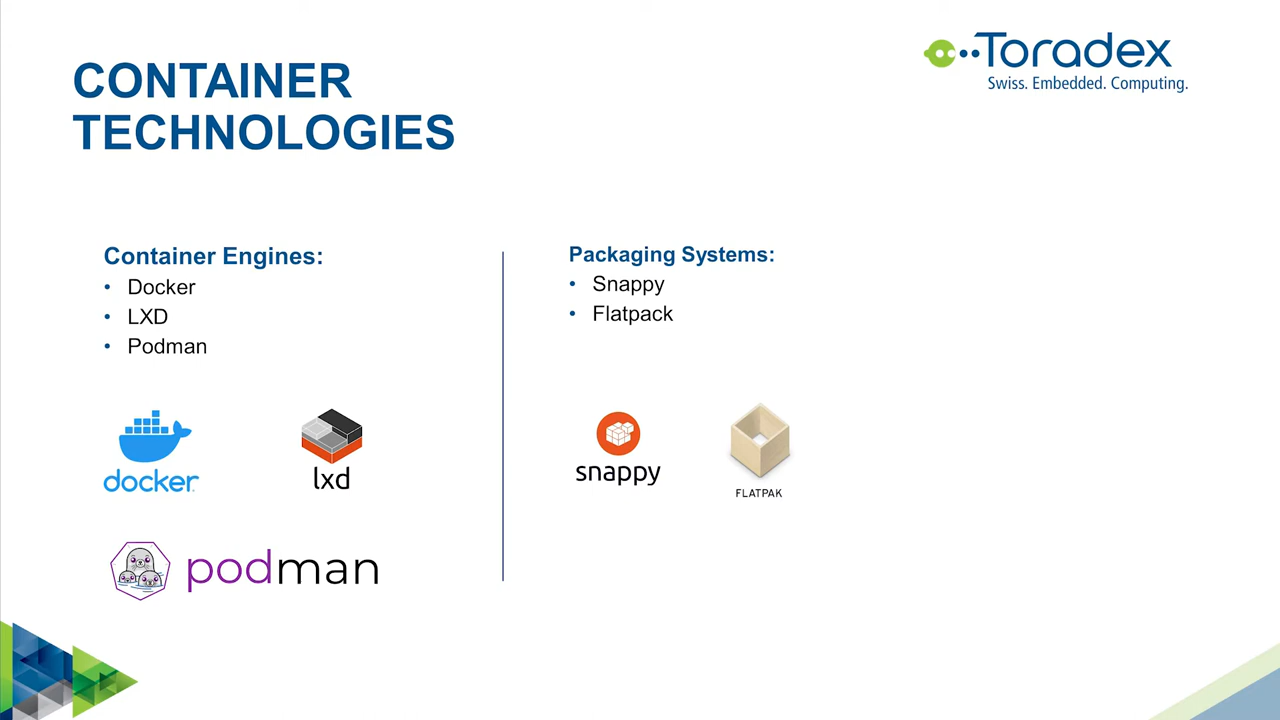 CONTAINER
TECHNOLOGIES
Toradex
Swiss. Embedded. Computing.
Container Engines:
• Docker
• LXD
• Podman
docker
lxd
podman
Packaging Systems:
• Snappy
• Flatpack
snappy
FLATPAK